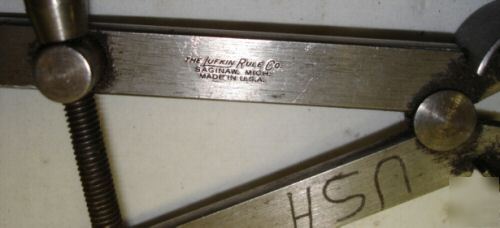 THE LUFKIN RULE CO.
SAGINAW, MICH.
MADE IN U.S.A.
USH